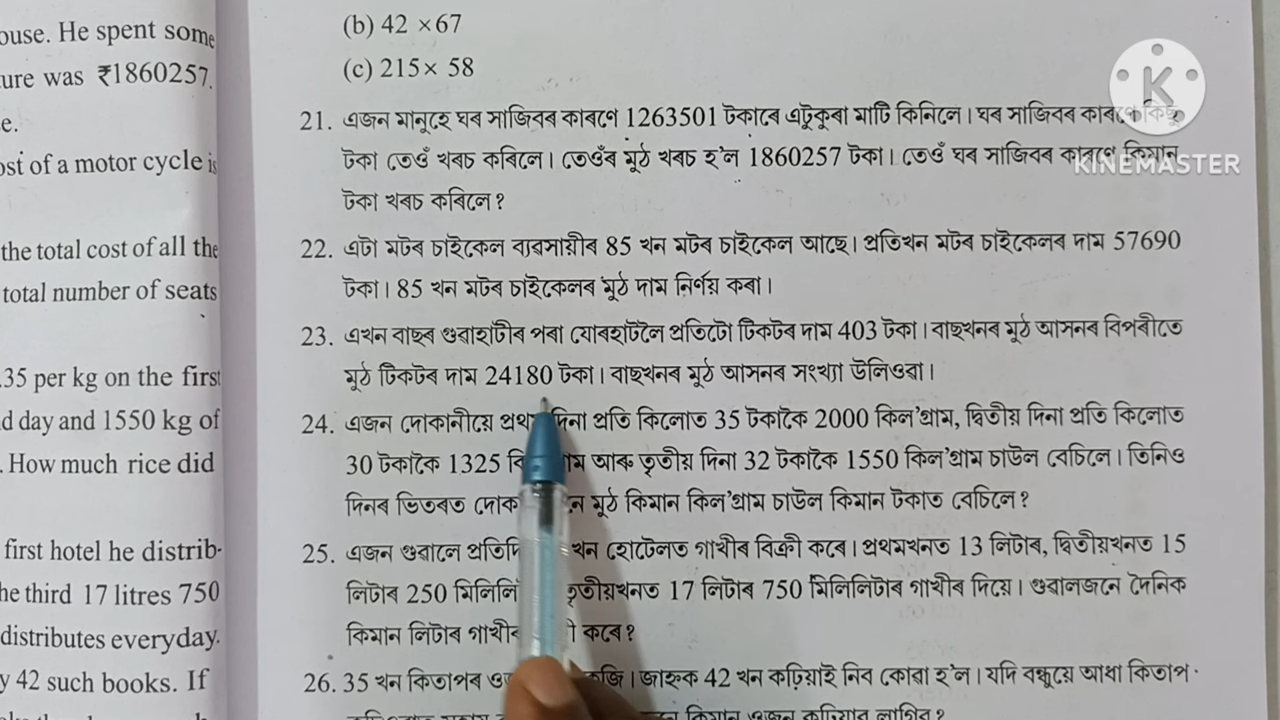 ouse. He spent some
ure was ₹1860257.
e.
ost of a motor cycle is
the total cost of all the
total number of seats
.35 per kg on the first
d day and 1550 kg of
. How much rice did
first hotel he distrib-
he third 17 litres 750
distributes everyday.
y 42 such books. If
(b) 42 ×67
(c) 215× 58
21. এজন মানুহে ঘৰ সাজিবৰ কাৰণে 1263501 টকাৰে এটুকুৰা মাটি কিনিলে। ঘৰ সাজিবৰ কাৰণে কিছু
টকা তেওঁ খৰচ কৰিলে। তেওঁৰ মুঠ খৰচ হ'ল 1860257 টকা। তেওঁ ঘৰ সাজিবৰ কাৰণে কিমান
টকা খৰচ কৰিলে?
22. এটা মটৰ চাইকেল ব্যৱসায়ীৰ 85 খন মটৰ চাইকেল আছে। প্ৰতিখন মটৰ চাইকেলৰ দাম 57690
টকা। 85 খন মটৰ চাইকেলৰ মুঠ দাম নিৰ্ণয় কৰা।
23. এখন বাছৰ গুৱাহাটীৰ পৰা যোৰহাটলৈ প্ৰতিটো টিকটৰ দাম 403 টকা। বাছখনৰ মুঠ আসনৰ বিপৰীতে
মুঠ টিকটৰ দাম 24180 টকা। বাছখনৰ মুঠ আসনৰ সংখ্যা উলিওৱা।
24. এজন দোকানীয়ে প্ৰথম দিনা প্ৰতি কিলোত 35 টকাকৈ 2000 কিল'গ্ৰাম, দ্বিতীয় দিনা প্ৰতি কিলোত
30 টকাকৈ 1325 আৰু তৃতীয় দিনা 32 টকাকৈ 1550 কিল'গ্ৰাম চাউল বেচিলে। তিনিও
দিনৰ ভিতৰত মুঠ কিমান কিল'গ্ৰাম চাউল কিমান টকাত বেচিলে?
25. এজন গুৱালে খন হোটেলত গাখীৰ বিক্ৰী কৰে। প্ৰথমখনত 13 লিটাৰ, দ্বিতীয়খনত 15
লিটাৰ 250 তৃতীয়খনত 17 লিটাৰ 750 মিলিলিটাৰ গাখীৰ দিয়ে। গুৱালজনে দৈনিক
কিমান লিটাৰ গাখীৰ কৰে?
26. 35 খন কিতাপৰ জাহ্নুক 42 খন কঢ়িয়াই নিব কোৱা হ'ল। যদি বন্ধুয়ে আধা কিতাপ
কিমান ওজন কঢ়িয়াব লাগিব?
KINEMASTER